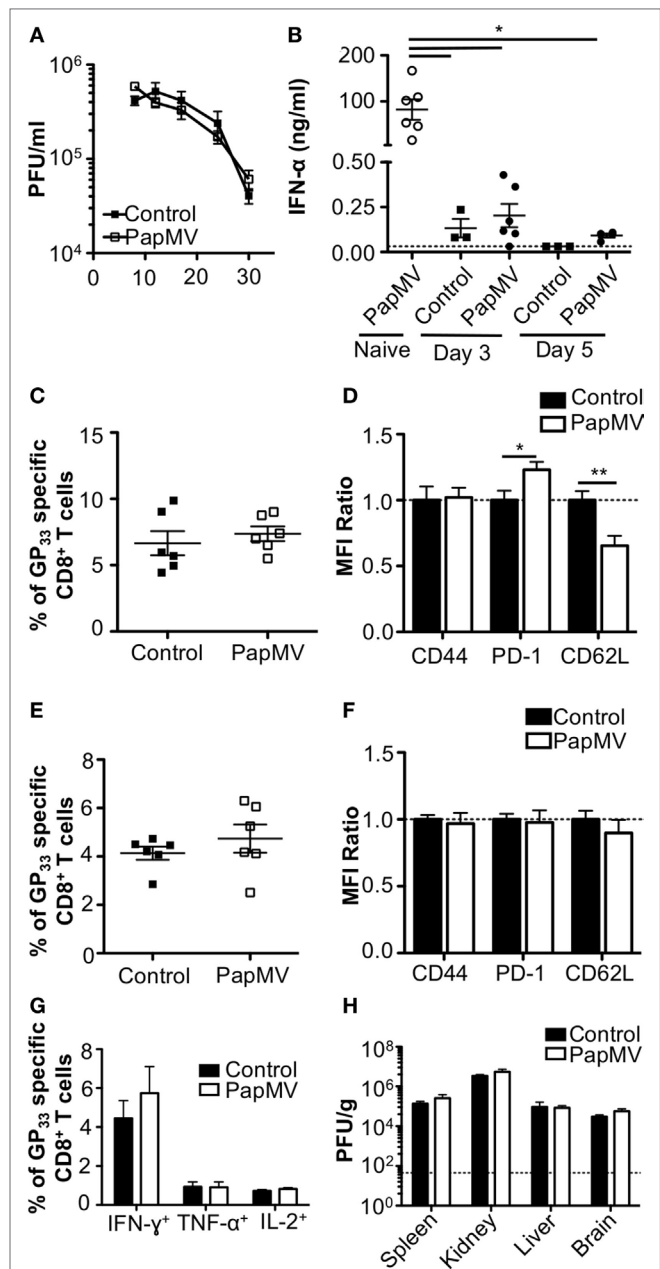 A
10⁶
10⁵
10⁴
PFU/ml
Control
PapMV
0 10 20 30
B
*
200
100
0.50
0.25
0.00
IFN-α (ng/ml)
PapMV
Control
PapMV
Control
PapMV
Naive Day 3 Day 5
C
15
10
5
0
% of GP₃₃ specific
CD8⁺ T cells
Control PapMV
D
Control
PapMV
1.5
1.0
0.5
0.0
MFI Ratio
*
**
CD44 PD-1 CD62L
E
8
6
4
2
0
% of GP₃₃ specific
CD8⁺ T cells
Control PapMV
F
Control
PapMV
1.5
1.0
0.5
0.0
MFI Ratio
CD44 PD-1 CD62L
G
8
6
4
2
0
% of GP₃₃ specific
CD8⁺ T cells
Control
PapMV
IFN-ɣ⁺ TNF-α⁺ IL-2⁺
H
Control
PapMV
10⁸
10⁶
10⁴
10²
10⁰
PFU/g
Spleen
Kidney
Liver
Brain